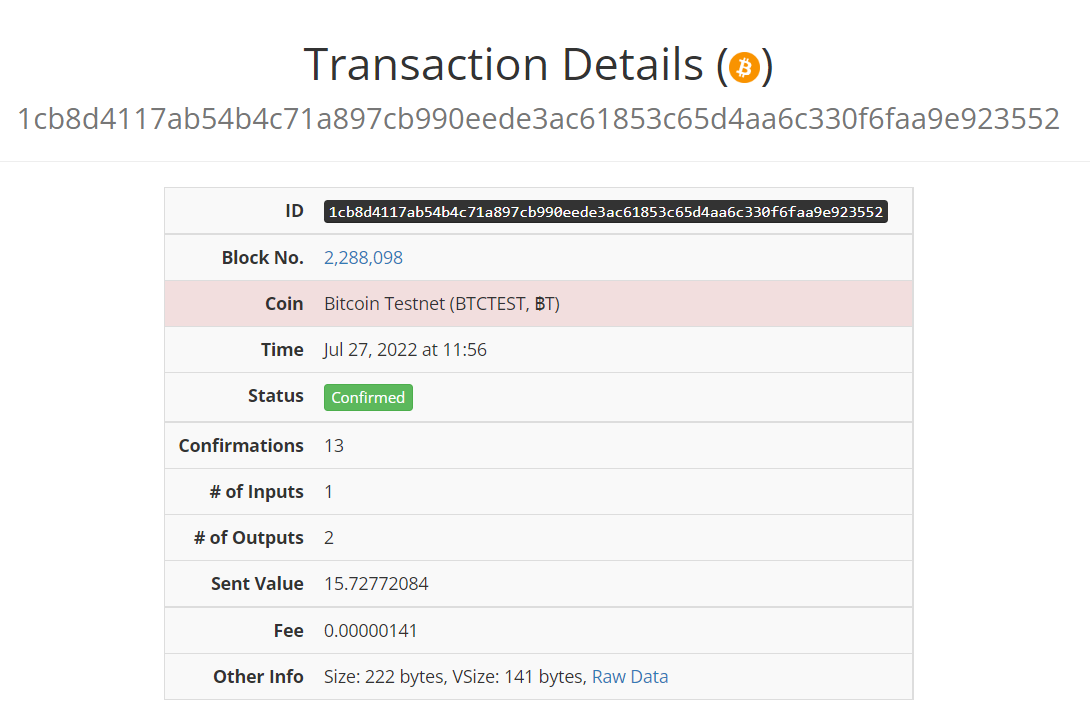 Transaction Details (₿)
1cb8d4117ab54b4c71a897cb990eede3ac61853c65d4aa6c330f6faa9e923552
ID 1cb8d4117ab54b4c71a897cb990eede3ac61853c65d4aa6c330f6faa9e923552
Block No. 2,288,098
Coin Bitcoin Testnet (BTCTEST, ฿T)
Time Jul 27, 2022 at 11:56
Status Confirmed
Confirmations 13
# of Inputs 1
# of Outputs 2
Sent Value 15.72772084
Fee 0.00000141
Other Info Size: 222 bytes, VSize: 141 bytes, Raw Data